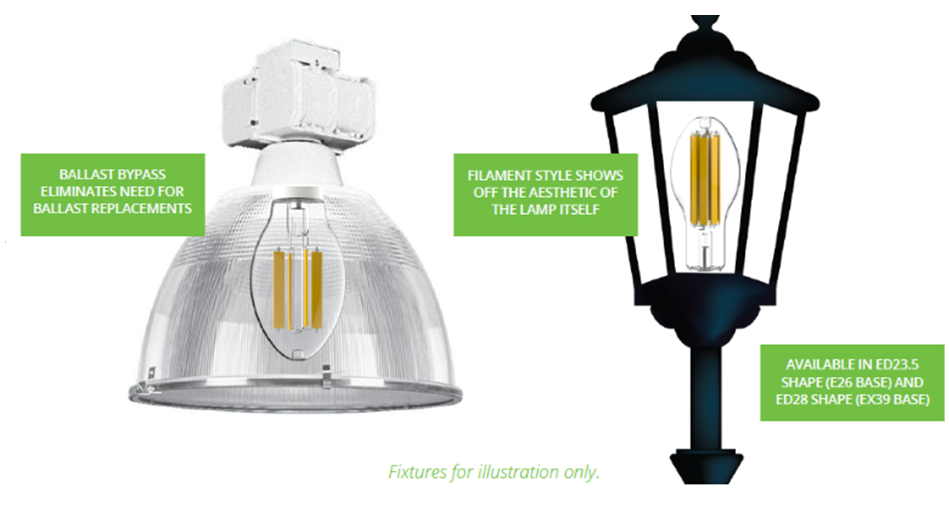 BALLAST BYPASS
ELIMINATES NEED FOR
BALLAST REPLACEMENTS
FILAMENT STYLE SHOWS
OFF THE AESTHETIC OF
THE LAMP ITSELF
AVAILABLE IN ED23.5
SHAPE (E26 BASE) AND
ED28 SHAPE (EX39 BASE)
Fixtures for illustration only.